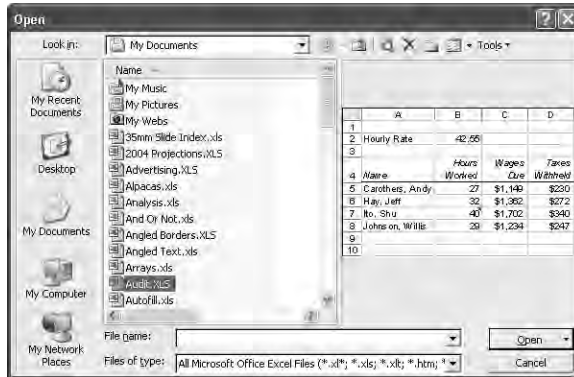 Open
Look in:
My Documents
Tools
My Recent
Documents
Desktop
My Documents
My Computer
My Network
Places
Name
My Music
My Pictures
My Webs
35mm Slide Index.xls
2004 Projections.XLS
Advertising.XLS
Alpacas.xls
Analysis.xls
And Or Not.xls
Angled Borders.XLS
Angled Text.xls
Arrays.xls
Audit.XLS
Autofill.xls
A B C D
1
2 Hourly Rate 42.55
3
Hours Wages Taxes
4 Name Worked Due Withheld
5 Carothers, Andy 27 $1,149 $230
6 Hay, Jeff 32 $1,362 $272
7 Ito, Shu 40 $1,702 $340
8 Johnson, Willis 29 $1,234 $247
9
10
File name:
Open
Files of type: All Microsoft Office Excel Files (*.xl*; *.xls; *.xlt; *.htm; *
Cancel